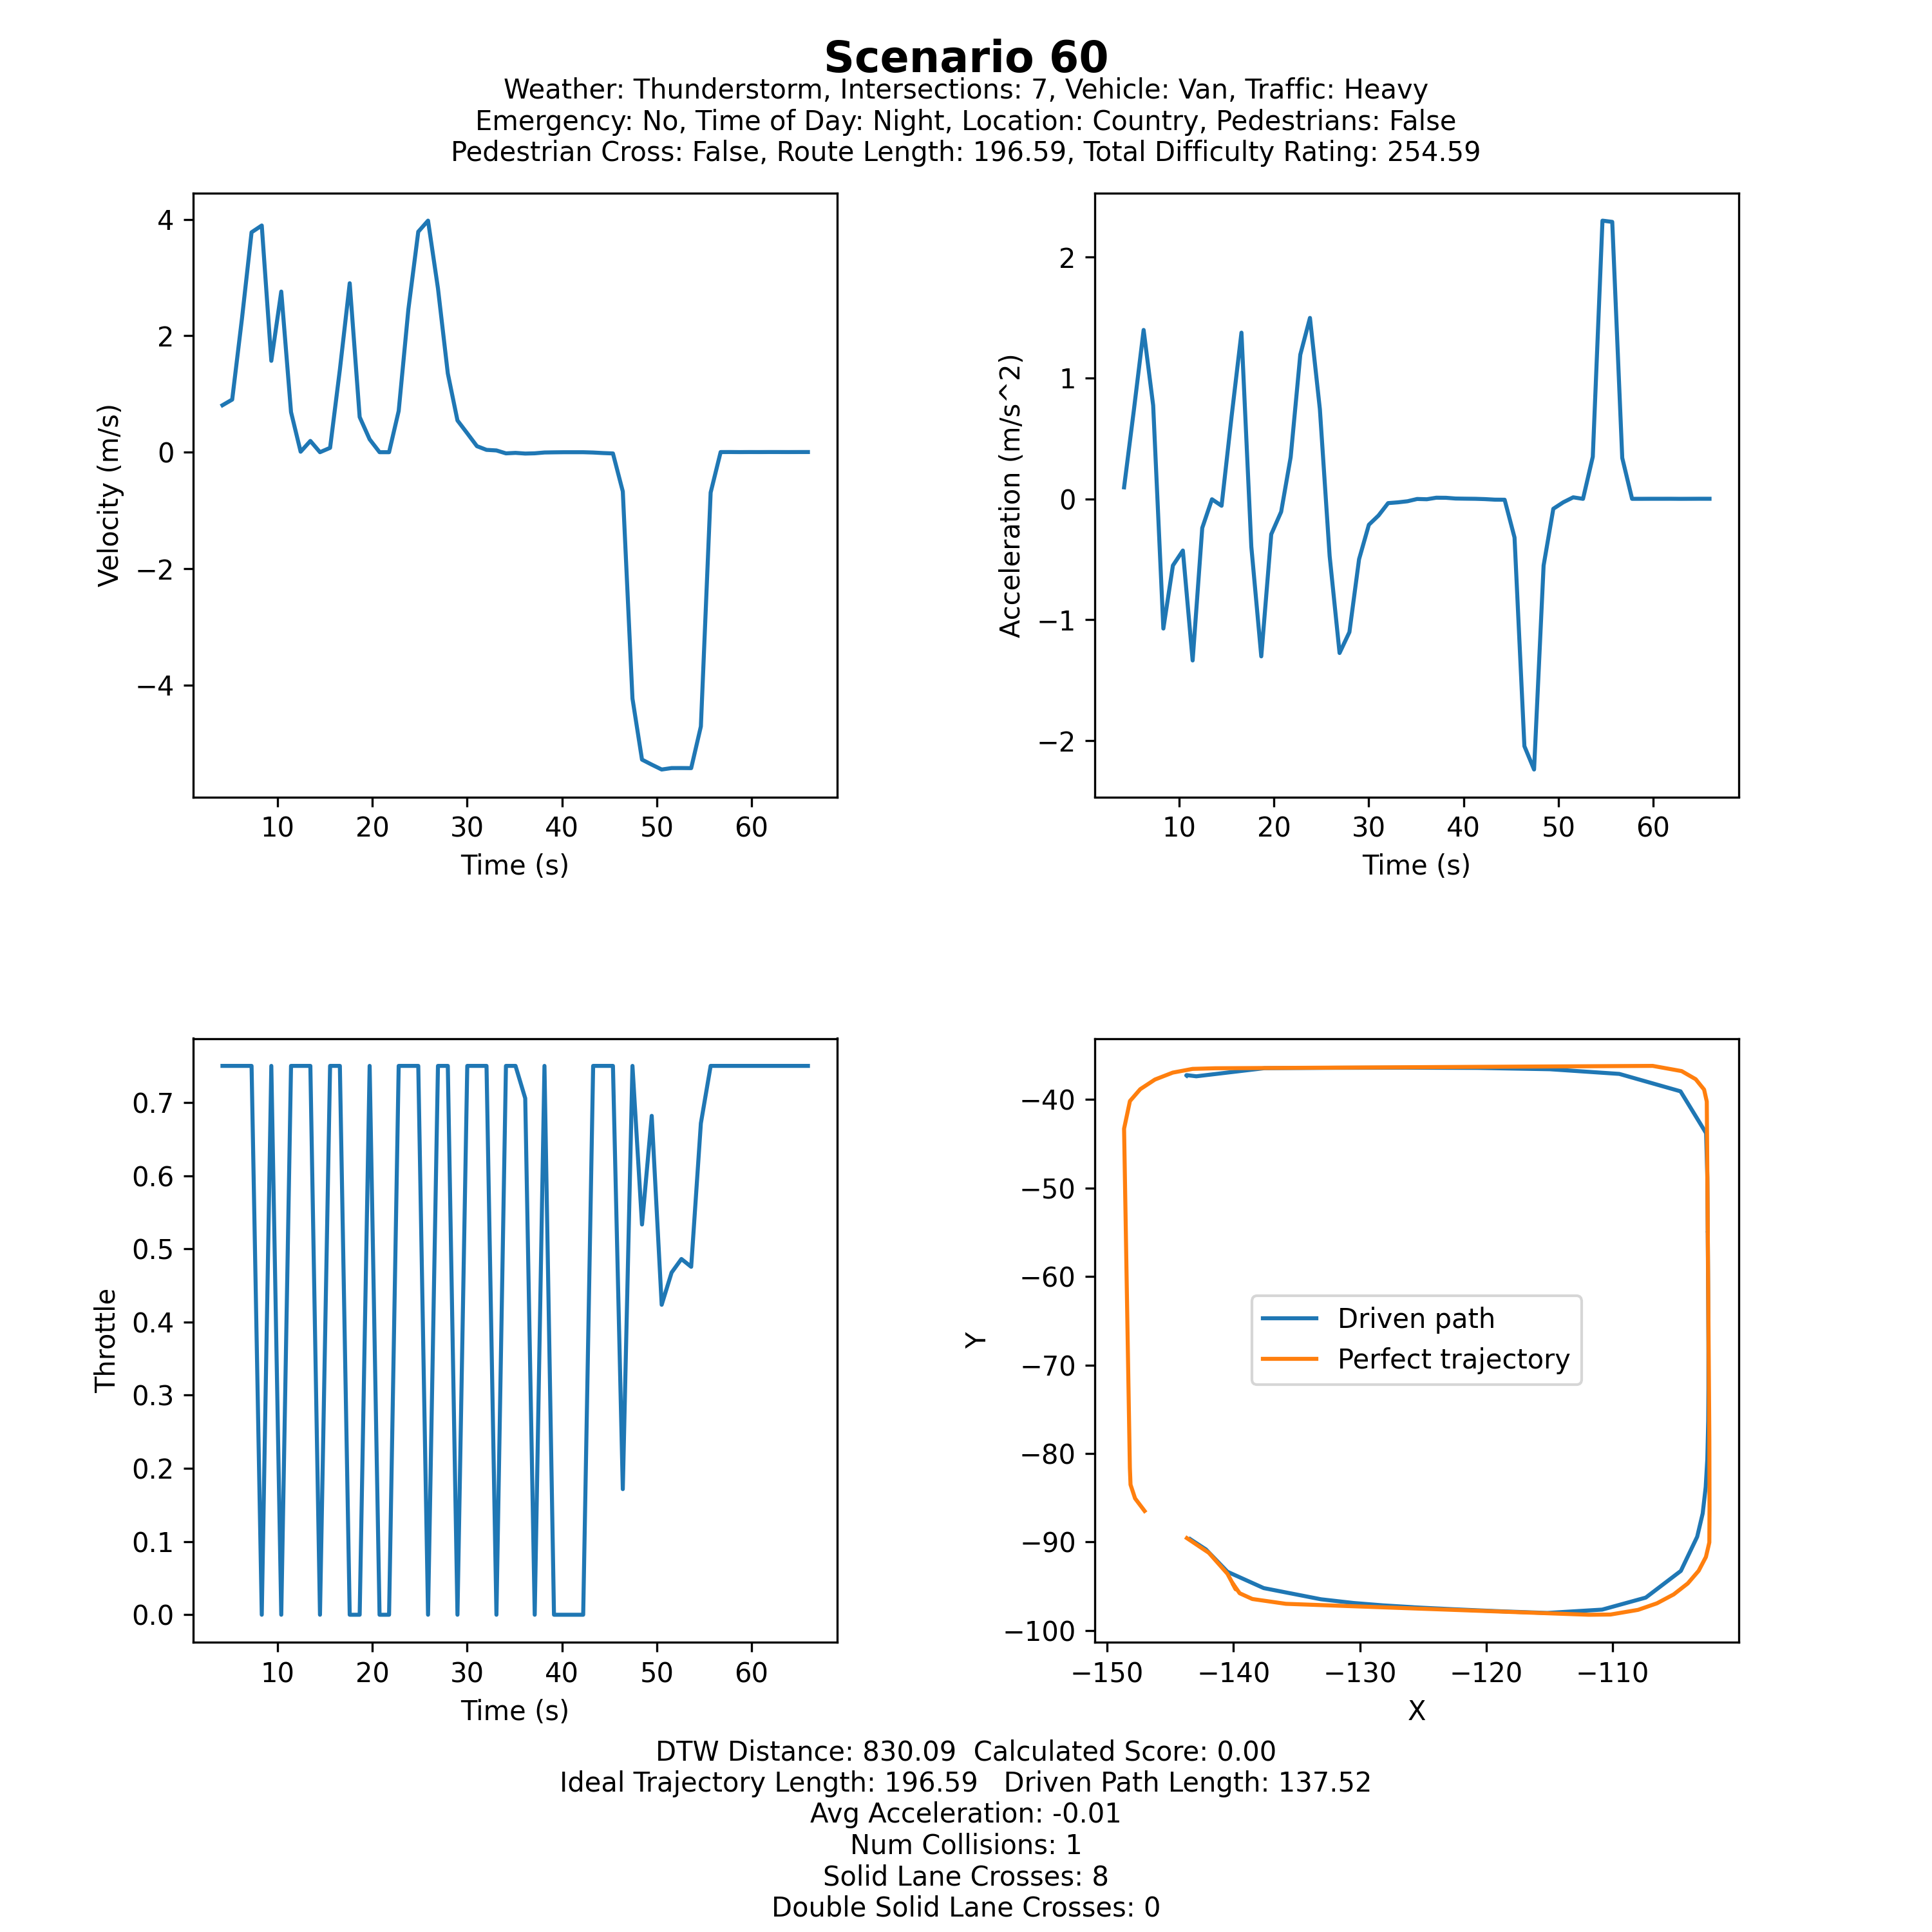 Scenario 60
Weather: Thunderstorm, Intersections: 7, Vehicle: Van, Traffic: Heavy
Emergency: No, Time of Day: Night, Location: Country, Pedestrians: False
Pedestrian Cross: False, Route Length: 196.59, Total Difficulty Rating: 254.59
4
2
0
−2
−4
Velocity (m/s)
10 20 30 40 50 60
Time (s)
2
1
0
−1
−2
Acceleration (m/s^2)
10 20 30 40 50 60
Time (s)
0.7
0.6
0.5
0.4
0.3
0.2
0.1
0.0
Throttle
10 20 30 40 50 60
Time (s)
−40
−50
−60
−70
−80
−90
−100
Y
Driven path
Perfect trajectory
−150 −140 −130 −120 −110
X
DTW Distance: 830.09 Calculated Score: 0.00
Ideal Trajectory Length: 196.59 Driven Path Length: 137.52
Avg Acceleration: -0.01
Num Collisions: 1
Solid Lane Crosses: 8
Double Solid Lane Crosses: 0